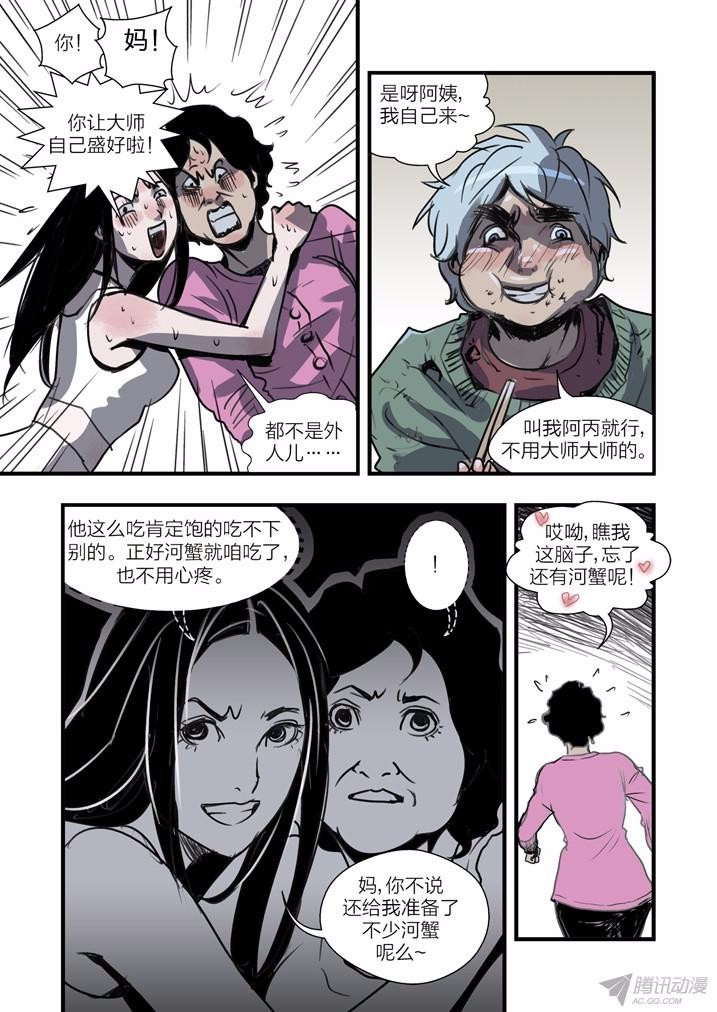 你！
妈！
你让大师
自己盛好啦！
都不是外
人儿……
是呀阿姨，
我自己来~
叫我阿丙就行，
不用大师大师的。
他这么吃肯定饱的吃不下
别的。正好河蟹就咱吃了，
也不用心疼。
！
妈，你不说
还给我准备了
不少河蟹
呢么~
哎呦，瞧我
这脑子，忘了
还有河蟹呢！
腾讯动漫
AC.QQ.COM